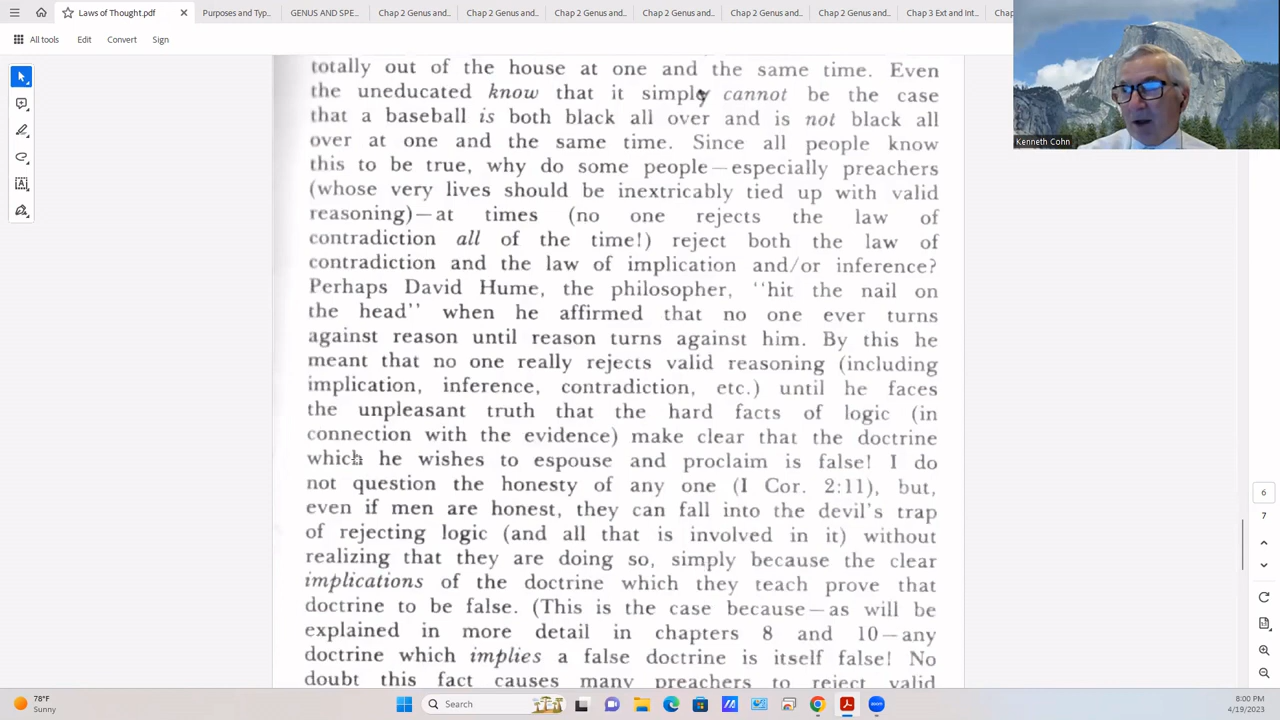 Laws of Thought.pdf
Purposes and Typ...
GENUS AND SPE...
Chap 2 Genus and...
Chap 2 Genus and...
Chap 2 Genus and...
Chap 2 Genus and...
Chap 2 Genus and...
Chap 2 Genus and...
Chap 3 Ext and Int...
All tools
Edit
Convert
Sign
Kenneth Cohn
totally out of the house at one and the same time. Even
the uneducated know that it simply cannot be the case
that a baseball is both black all over and is not black all
over at one and the same time. Since all people know
this to be true, why do some people—especially preachers
(whose very lives should be inextricably tied up with valid
reasoning)—at times (no one rejects the law of
contradiction all of the time!) reject both the law of
contradiction and the law of implication and/or inference?
Perhaps David Hume, the philosopher, ''hit the nail on
the head'' when he affirmed that no one ever turns
against reason until reason turns against him. By this he
meant that no one really rejects valid reasoning (including
implication, inference, contradiction, etc.) until he faces
the unpleasant truth that the hard facts of logic (in
connection with the evidence) make clear that the doctrine
which he wishes to espouse and proclaim is false! I do
not question the honesty of any one (I Cor. 2:11), but,
even if men are honest, they can fall into the devil's trap
of rejecting logic (and all that is involved in it) without
realizing that they are doing so, simply because the clear
implications of the doctrine which they teach prove that
doctrine to be false. (This is the case because—as will be
explained in more detail in chapters 8 and 10—any
doctrine which implies a false doctrine is itself false! No
doubt this fact causes many preachers to reject valid
6
7
78°F
Sunny
Search
8:00 PM
4/19/2023